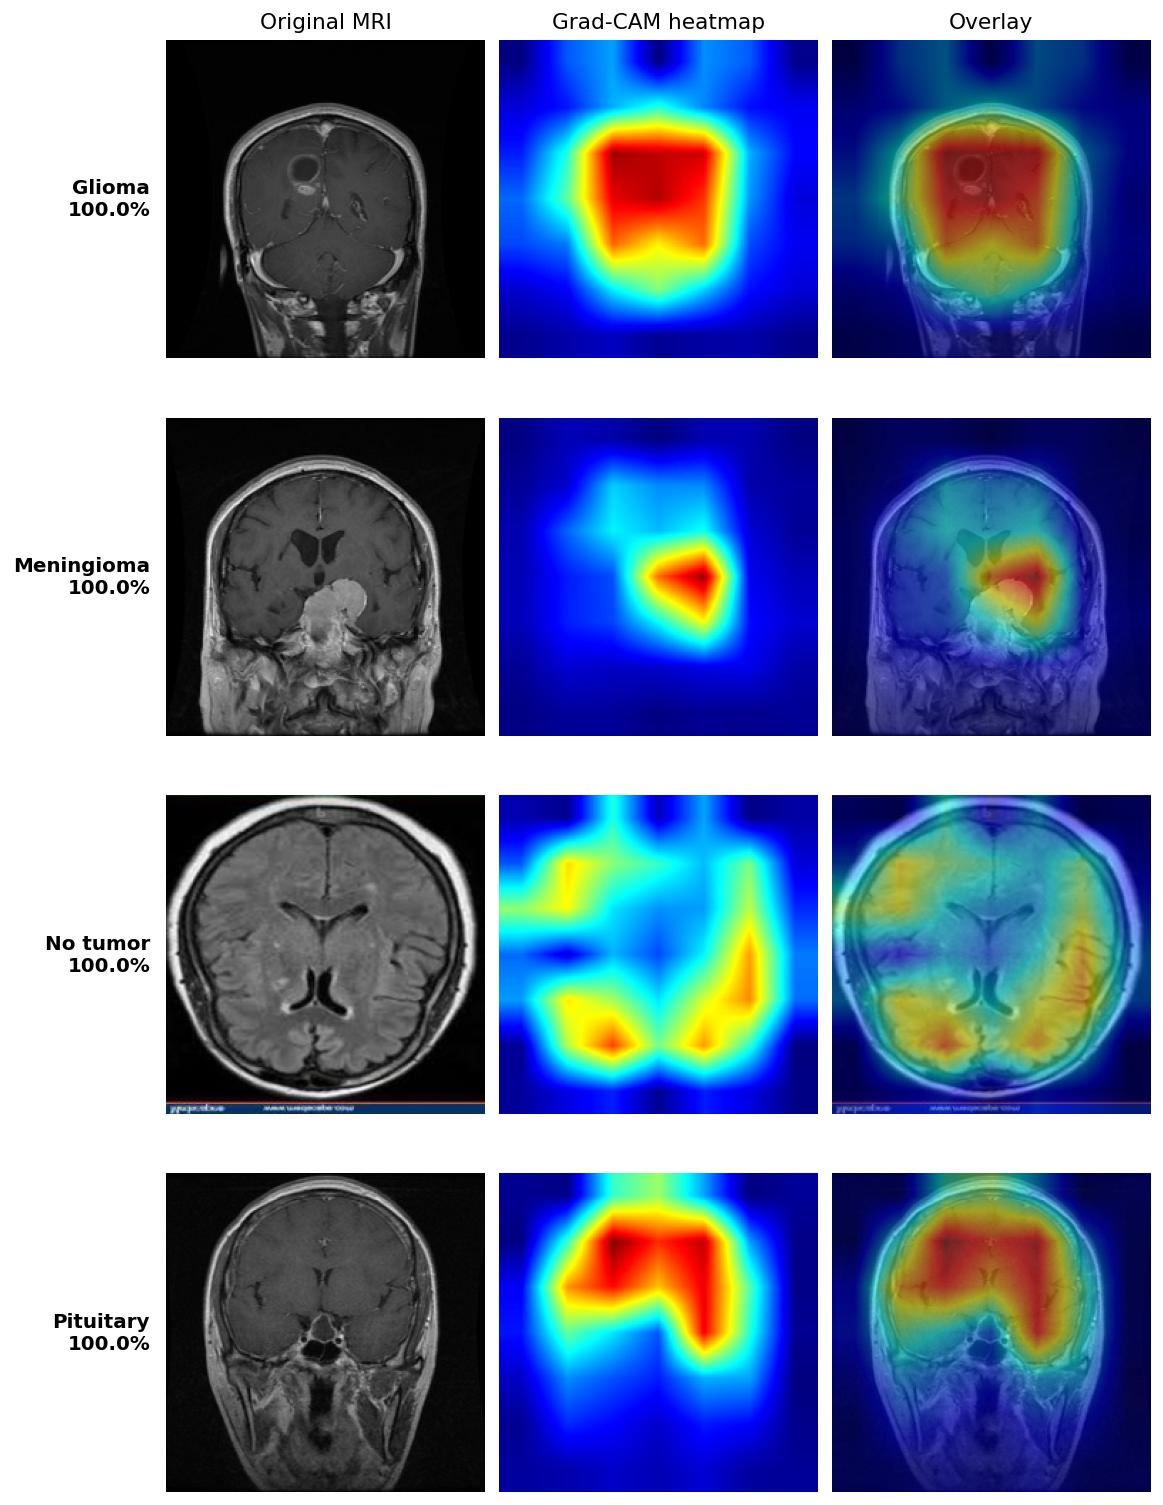 Original MRI Grad-CAM heatmap Overlay
Glioma
100.0%
Meningioma
100.0%
No tumor
100.0%
Pituitary
100.0%